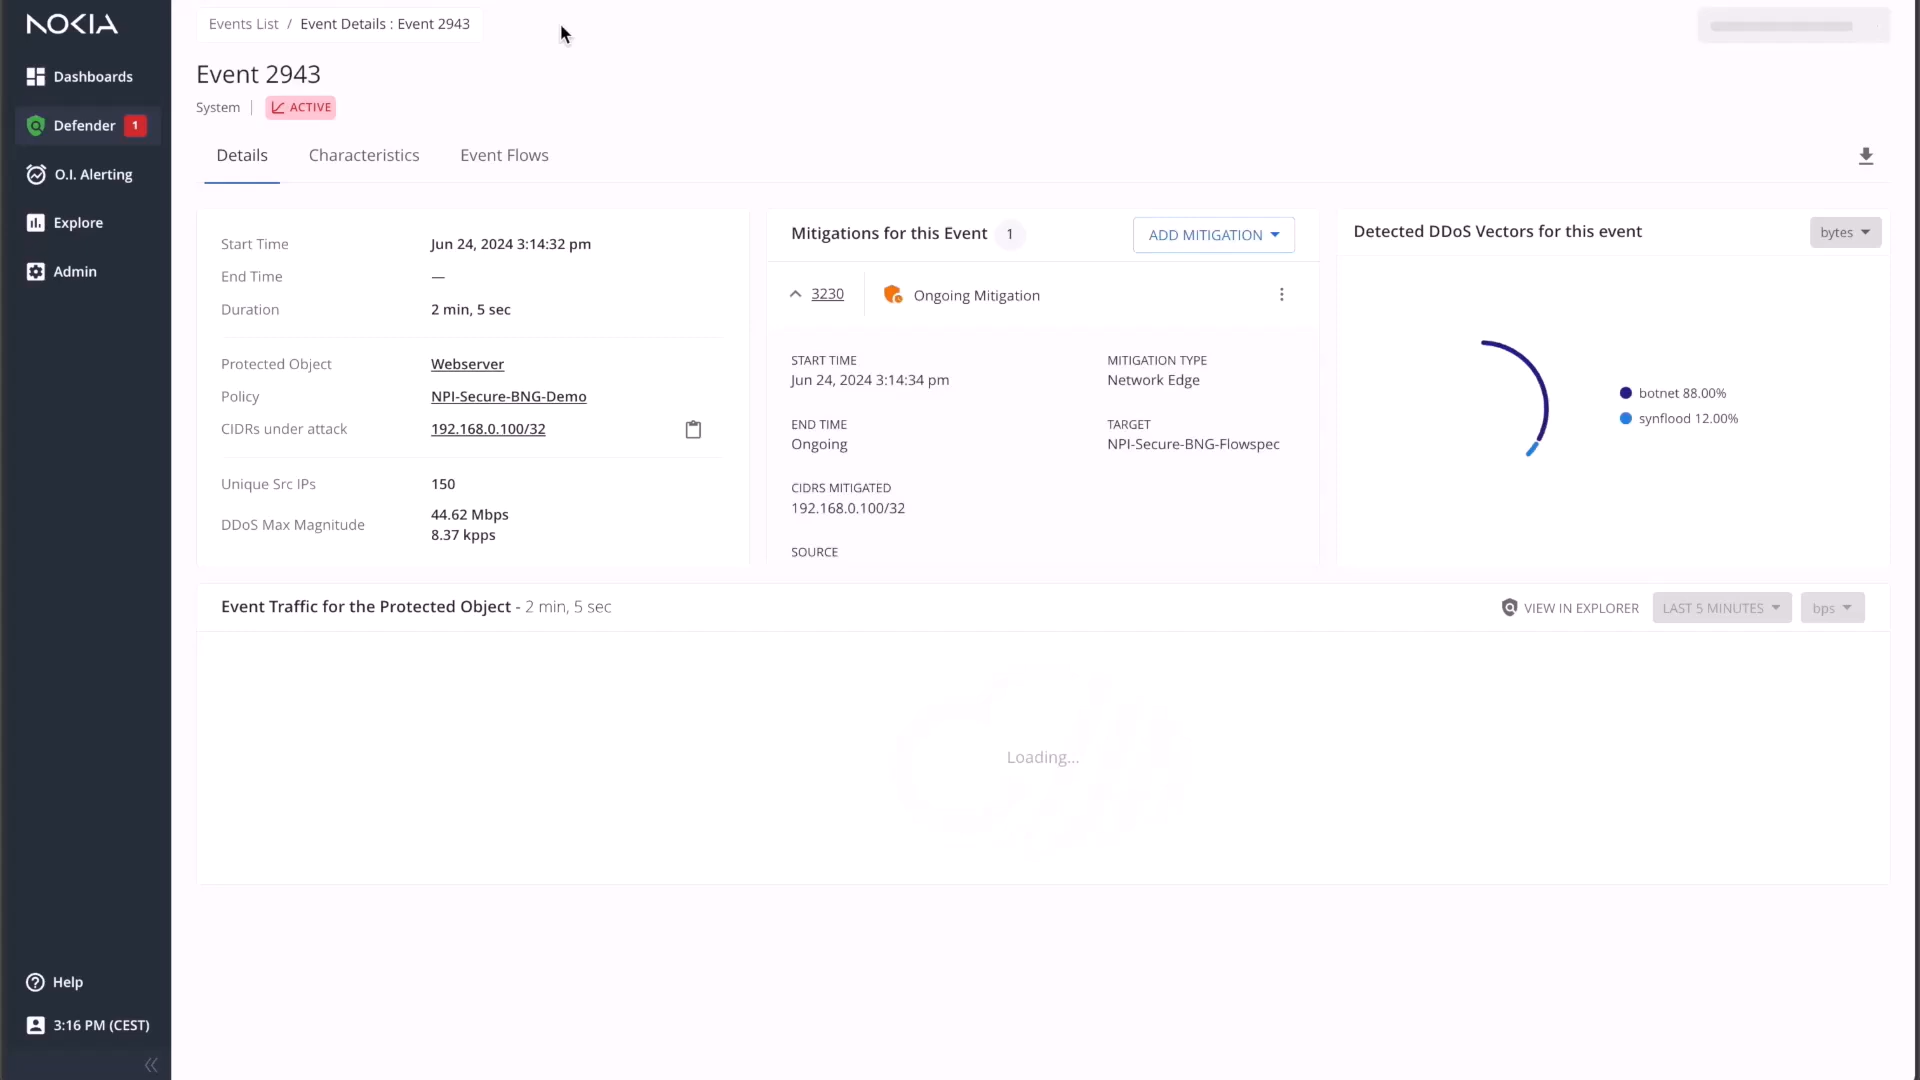 NOKIA
Dashboards
Defender 1
O.I. Alerting
Explore
Admin
Help
3:16 PM (CEST)
Events List / Event Details : Event 2943
Event 2943
System | ACTIVE
Details Characteristics Event Flows
Start Time Jun 24, 2024 3:14:32 pm
End Time —
Duration 2 min, 5 sec
Protected Object Webserver
Policy NPI-Secure-BNG-Demo
CIDRs under attack 192.168.0.100/32
Unique Src IPs 150
DDoS Max Magnitude 44.62 Mbps
8.37 kpps
Mitigations for this Event 1 ADD MITIGATION
3230 Ongoing Mitigation
START TIME MITIGATION TYPE
Jun 24, 2024 3:14:34 pm Network Edge
END TIME TARGET
Ongoing NPI-Secure-BNG-Flowspec
CIDRS MITIGATED
192.168.0.100/32
SOURCE
Detected DDoS Vectors for this event bytes
botnet 88.00%
synflood 12.00%
Event Traffic for the Protected Object - 2 min, 5 sec VIEW IN EXPLORER LAST 5 MINUTES bps
Loading...